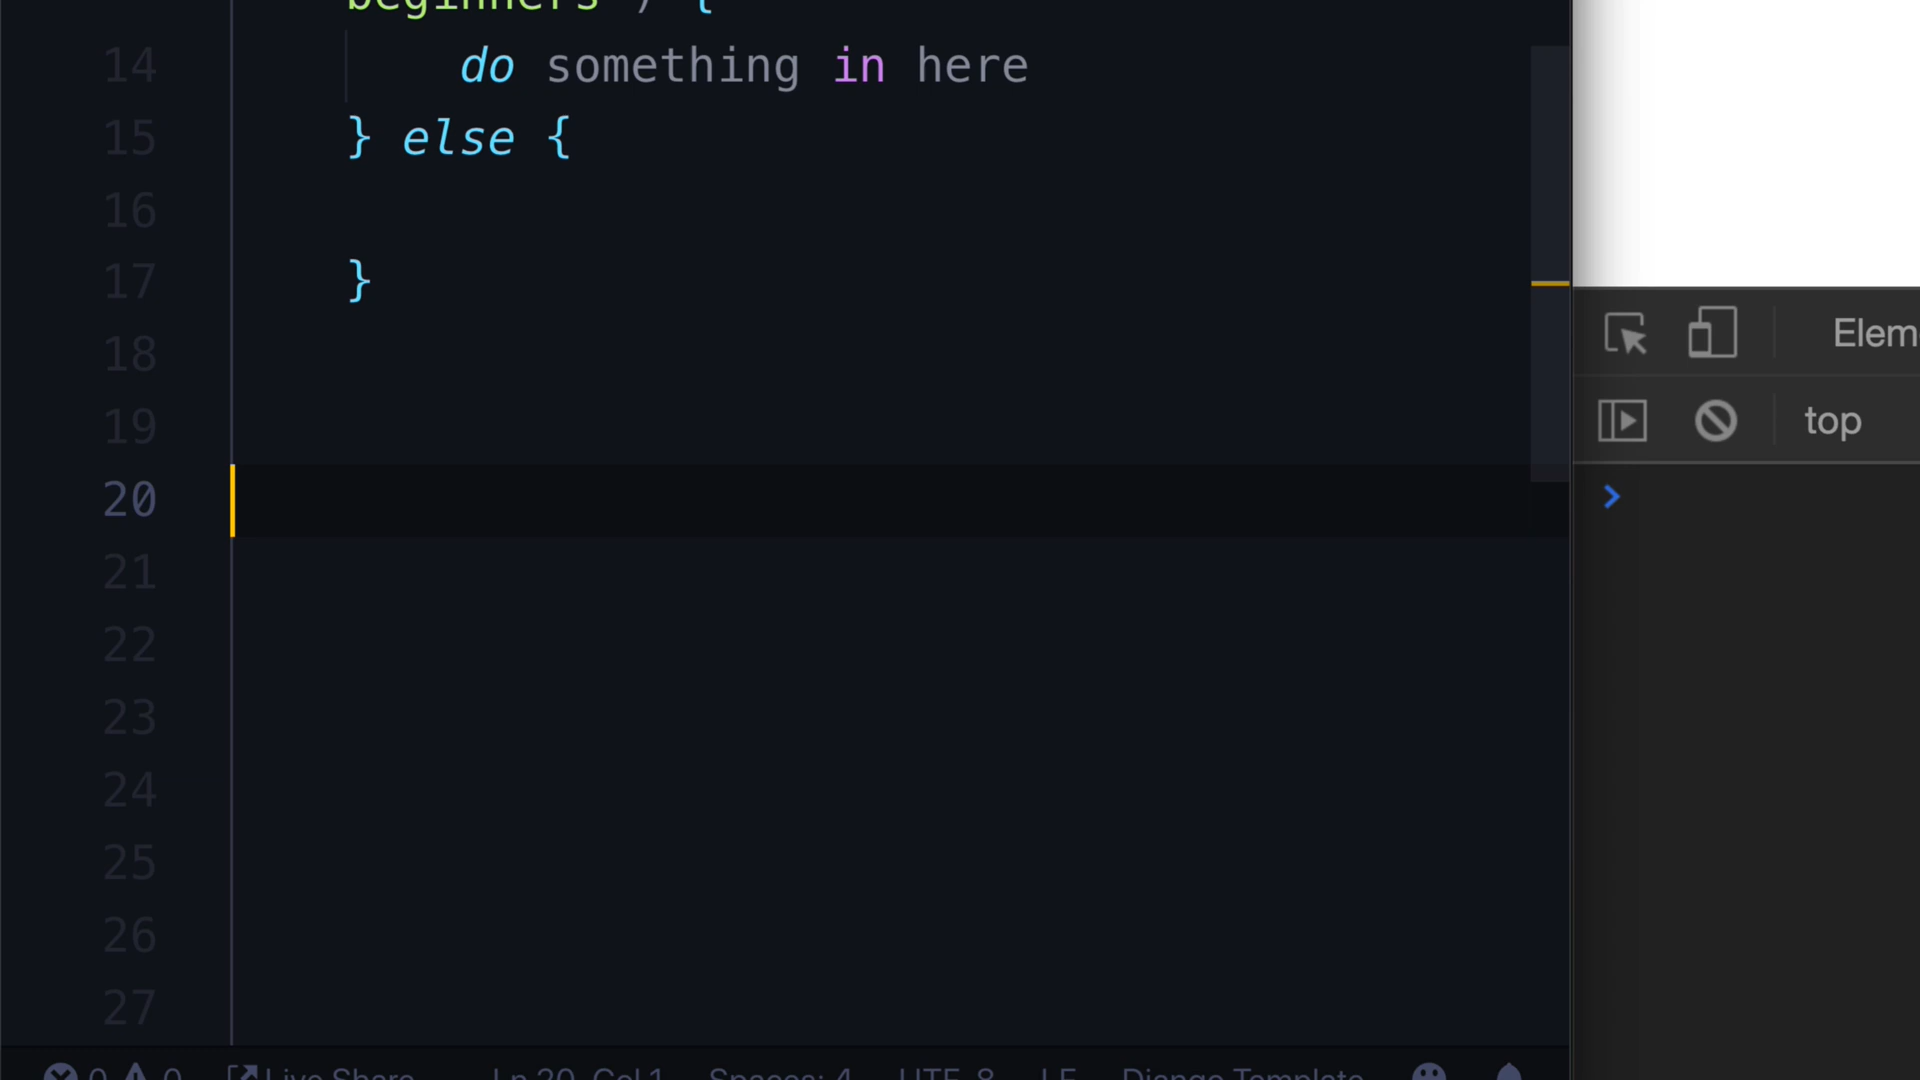 beginners") {
14 do something in here
15 } else {
16
17 }
18
19
20
21
22
23
24
25
26
27
0 0 Live Share Ln 20, Col 1 Spaces: 4 UTF-8 LF Django Template
Elem
top